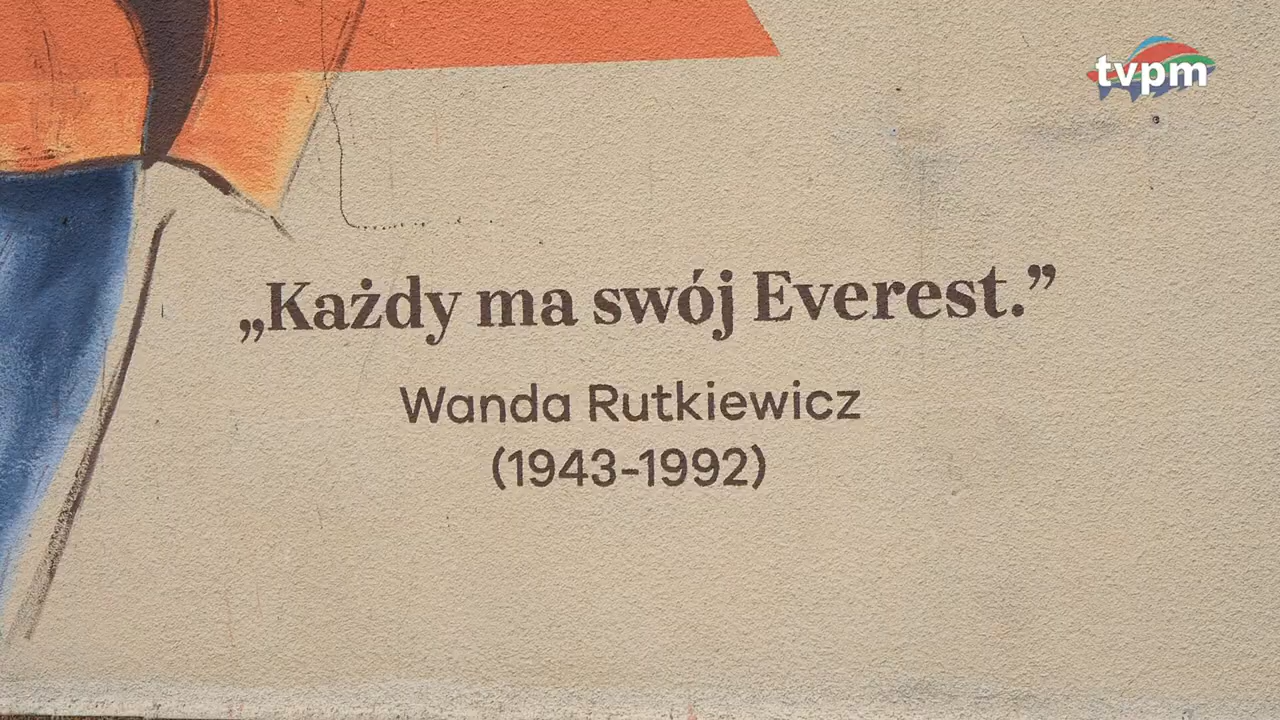 tvpm
„Każdy ma swój Everest.”
Wanda Rutkiewicz
(1943-1992)